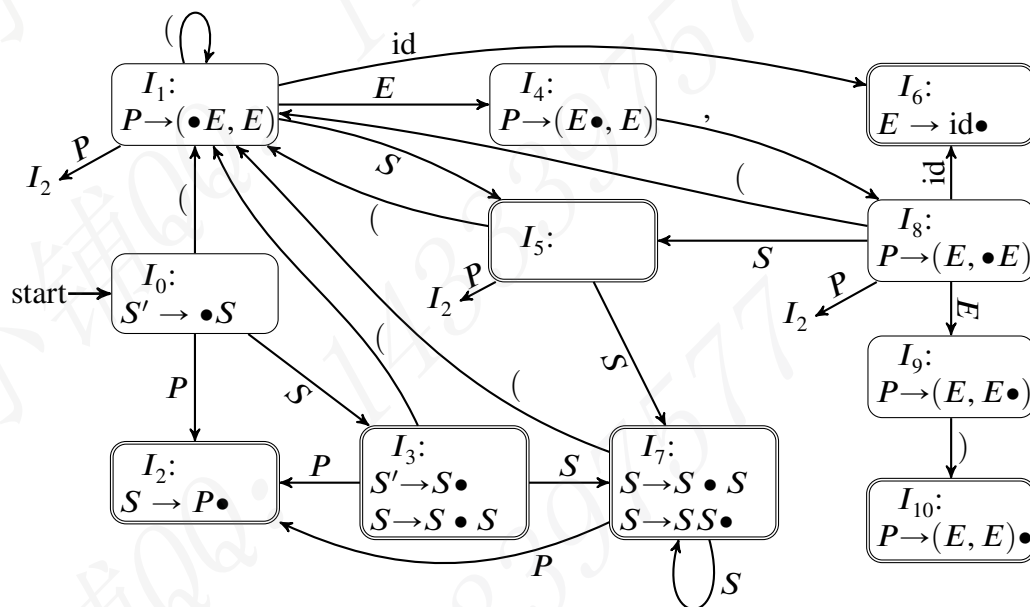 (
id
I₁:
P→(●E, E)
E
I₄:
P→(E●, E)
,
I₆:
E → id●
P
I₂
S
(
(
id
(
I₅:
I₈:
P→(E, ●E)
S
P
I₂
P
I₂
start
I₀:
S′ → ●S
E
S
(
(
I₉:
P→(E, E●)
P
S
)
I₂:
S → P●
P
I₃:
S′→S●
S→S ● S
S
I₇:
S→S ● S
S→SS●
I₁₀:
P→(E, E)●
P
S